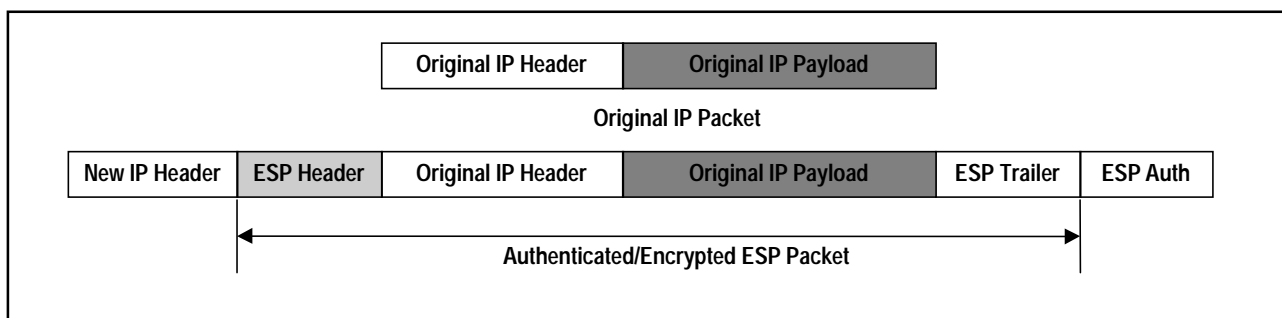 Original IP Header Original IP Payload
Original IP Packet
New IP Header ESP Header Original IP Header Original IP Payload ESP Trailer ESP Auth
Authenticated/Encrypted ESP Packet